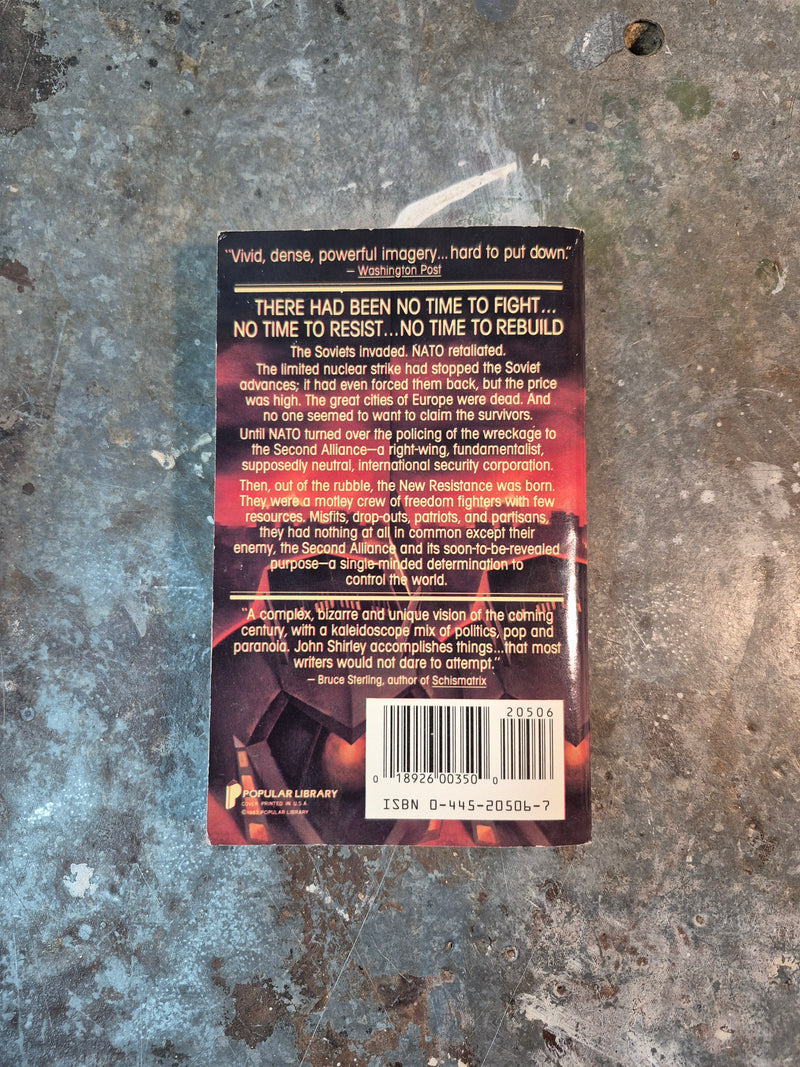 "Vivid, dense, powerful imagery...hard to put down."
— Washington Post
THERE HAD BEEN NO TIME TO FIGHT...
NO TIME TO RESIST...NO TIME TO REBUILD
The Soviets invaded. NATO retaliated.
The limited nuclear strike had stopped the Soviet
advances; it had even forced them back, but the price
was high. The great cities of Europe were dead. And
no one seemed to want to claim the survivors.
Until NATO turned over the policing of the wreckage to
the Second Alliance—a right-wing, fundamentalist,
supposedly neutral, international security corporation.
Then, out of the rubble, the New Resistance was born.
They were a motley crew of freedom fighters with few
resources. Misfits, drop-outs, patriots, and partisans,
they had nothing at all in common except their
enemy, the Second Alliance and its soon-to-be-revealed
purpose—a single-minded determination to
control the world.
"A complex, bizarre and unique vision of the coming
century, with a kaleidoscope mix of politics, pop and
paranoia. John Shirley accomplishes things...that most
writers would not dare to attempt."
— Bruce Sterling, author of Schismatrix
20506
0 18926 00350 0
ISBN 0-445-20506-7
POPULAR LIBRARY
COVER PRINTED IN U.S.A.
POPULAR LIBRARY